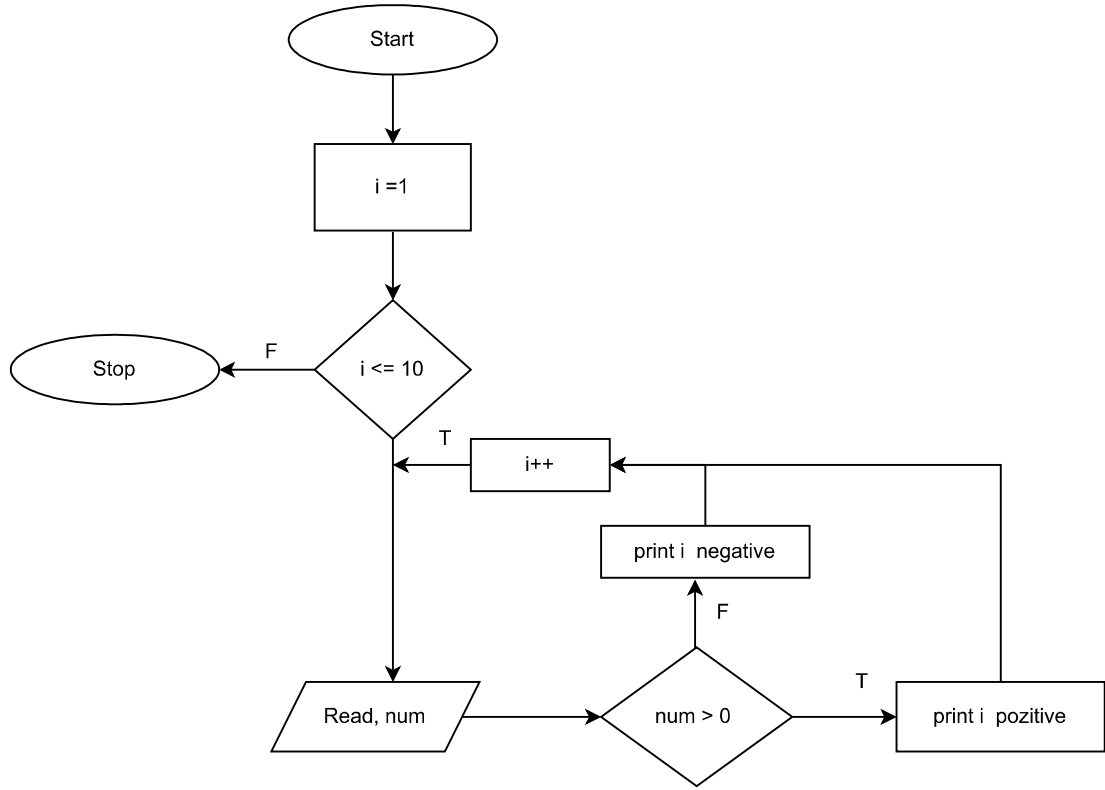 Start
i =1
i <= 10
F
Stop
T
i++
print i  negative
F
T
Read, num
num > 0
print i  pozitive